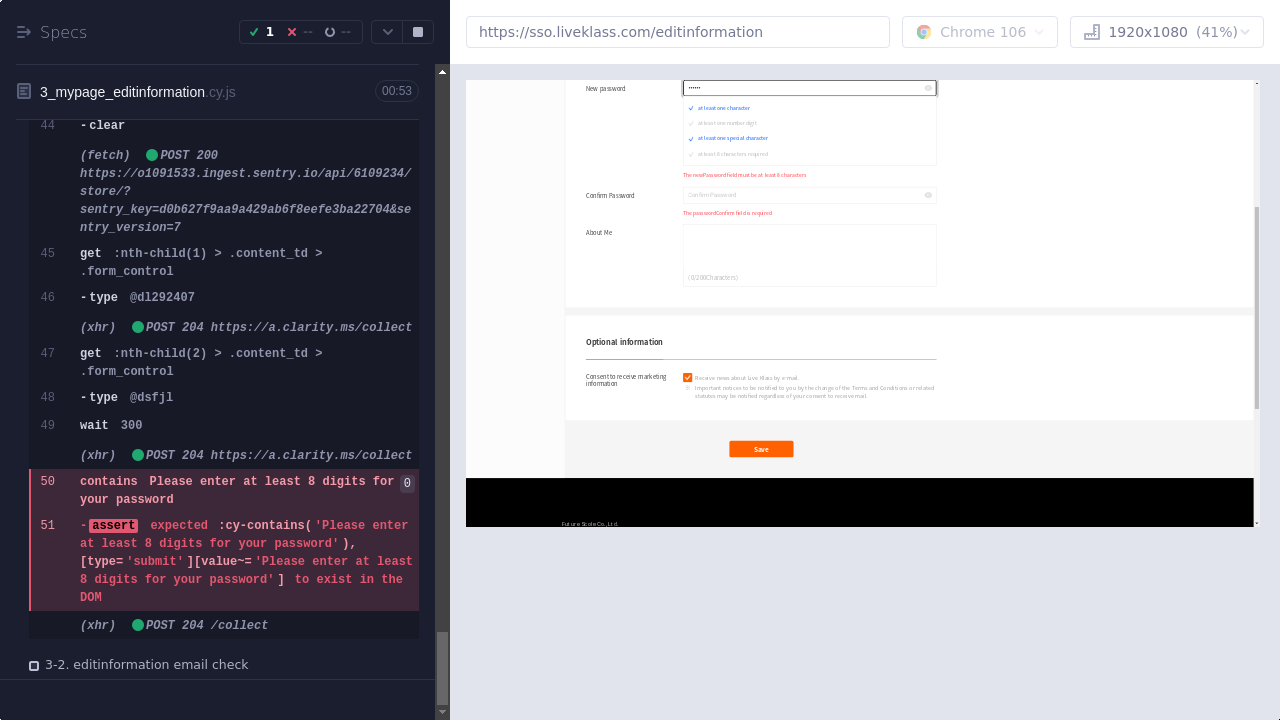 Specs
1 -- --
3_mypage_editinformation.cy.js 00:53
44 -clear
(fetch) POST 200
https://o1001533.ingest.sentry.io/api/6109234/
sentry_key=d0b627f9a8a
ntry_version=7
45 get :nth-child(1) > .content_td >
.form_control
46 -type @dl292407
(xhr) POST 204 https://a.clarity.ms/collect
47 get :nth-child(2) > .content_td >
.form_control
48 -type @srjl
49 wait 300
(xhr) POST 204 https://a.clarity.ms/collect
50 contains Please enter at least 8 digits for 0
your password
51 -assert expected :cy-contains('Please enter
at least 8 digits for your password'),
[type='submit'][value~='Please enter at least
8 digits for your password'] to exist in the
DOM
(xhr) POST 204 /collect
3-2. editinformation email check
https://sso.liveklass.com/editinformation
Chrome 106
1920x1080 (41%)
New password ••••••
at least one character
at least one number digit
at least one special character
at least 8 characters required
The newPassword field must be at least 8 characters
Confirm Password Confirm Password
The passwordConfirm field is required
About Me
(0/200Characters)
Optional information
Consent to receive marketing
information
Receive news about Live Klass by e-mail.
※ Important notices to be notified to you by the change of the Terms and Conditions or related
statutes may be notified regardless of your consent to receive mail
Save
Future Scole Co., Ltd.